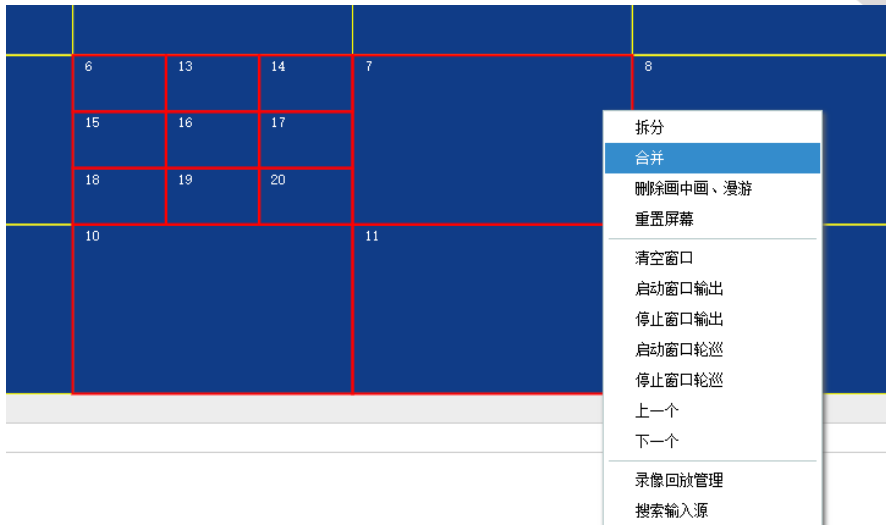 6 13 14 7 8
15 16 17
18 19 20
10 11
拆分
合并
删除画中画、漫游
重置屏幕
清空窗口
启动窗口输出
停止窗口输出
启动窗口轮巡
停止窗口轮巡
上一个
下一个
录像回放管理
搜索输入源